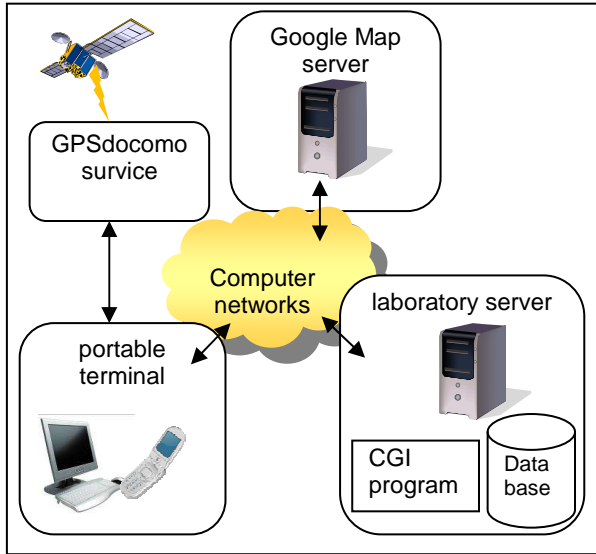 Google Map
server
GPSdocomo
survice
Computer
networks
laboratory server
portable
terminal
CGI
program
Data
base